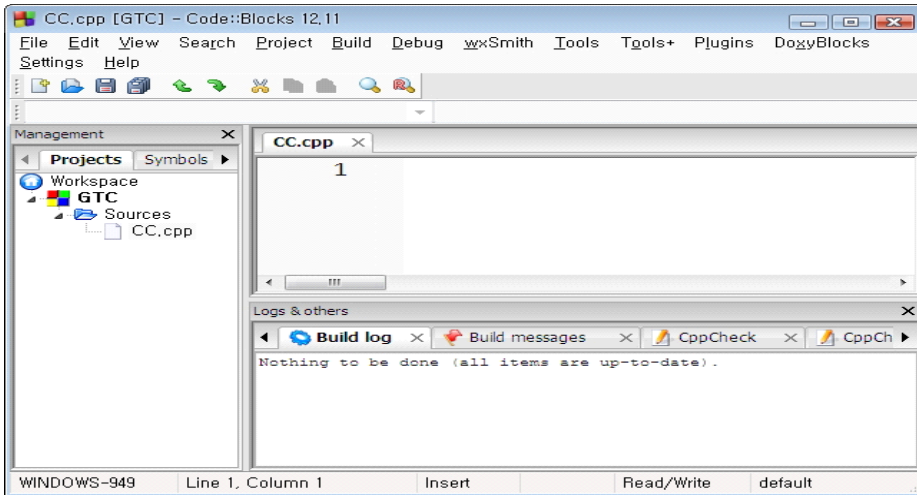 CC,cpp [GTC] - Code::Blocks 12,11
File Edit View Search Project Build Debug wxSmith Tools Tools+ Plugins DoxyBlocks
Settings Help
Management
Projects Symbols
Workspace
GTC
Sources
CC,cpp
CC.cpp
1
Logs & others
Build log Build messages CppCheck CppCh
Nothing to be done (all items are up-to-date).
WINDOWS-949 Line 1, Column 1 Insert Read/Write default